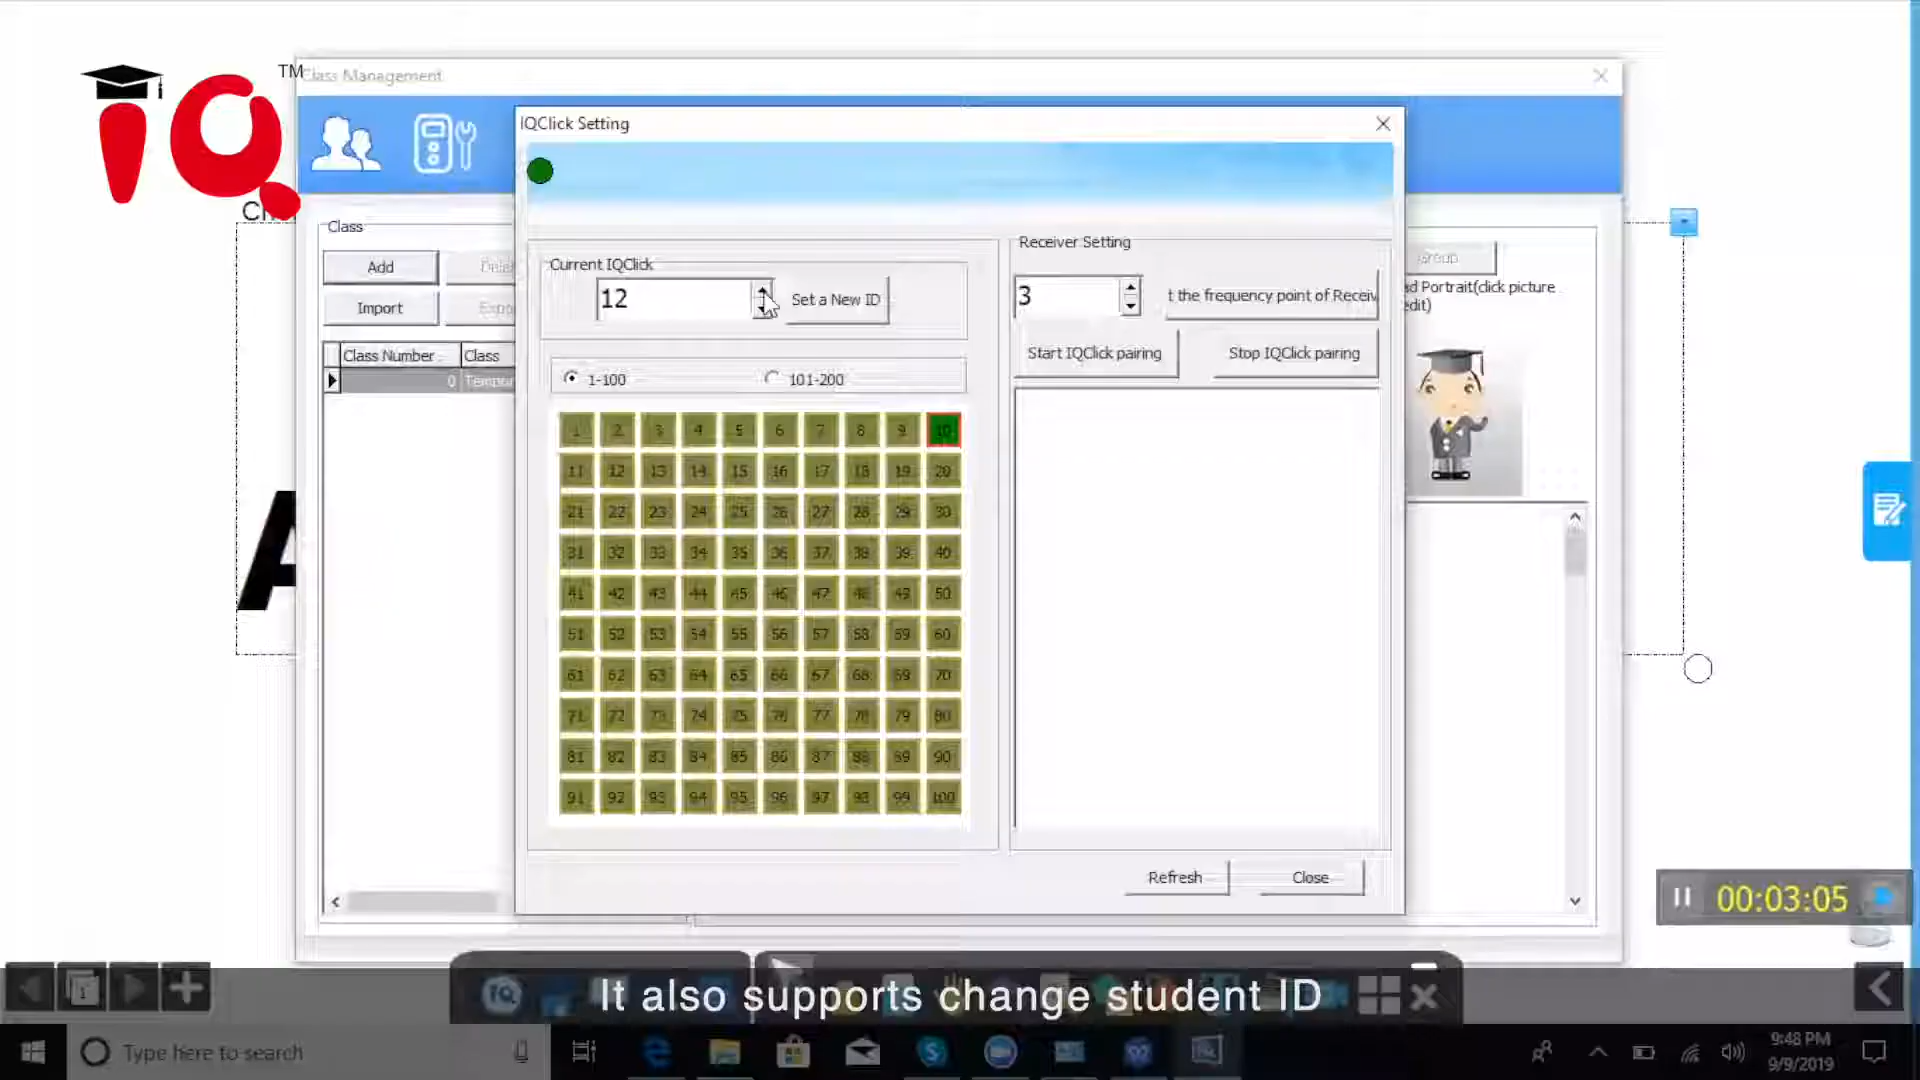 TM
IQ
Class Management
IQClick Setting
Class
Add
Import
Class Number
Class
0
Current IQClick
12
Set a New ID
1-100
101-200
Receiver Setting
3
t the frequency point of Receiv
Start IQClick pairing
Stop IQClick pairing
Group
d Portrait(click picture
edit)
1 2 3 4 5 6 7 8 9 10
11 12 13 14 15 16 17 18 19 20
21 22 23 24 25 26 27 28 29 30
31 32 33 34 35 36 37 38 39 40
41 42 43 44 45 46 47 48 49 50
51 52 53 54 55 56 57 58 59 60
61 62 63 64 65 66 67 68 69 70
71 72 73 74 75 76 77 78 79 80
81 82 83 84 85 86 87 88 89 90
91 92 93 94 95 96 97 98 99 100
Refresh
Close
00:03:05
1
It also supports change student ID
Type here to search
9:48 PM
9/9/2019